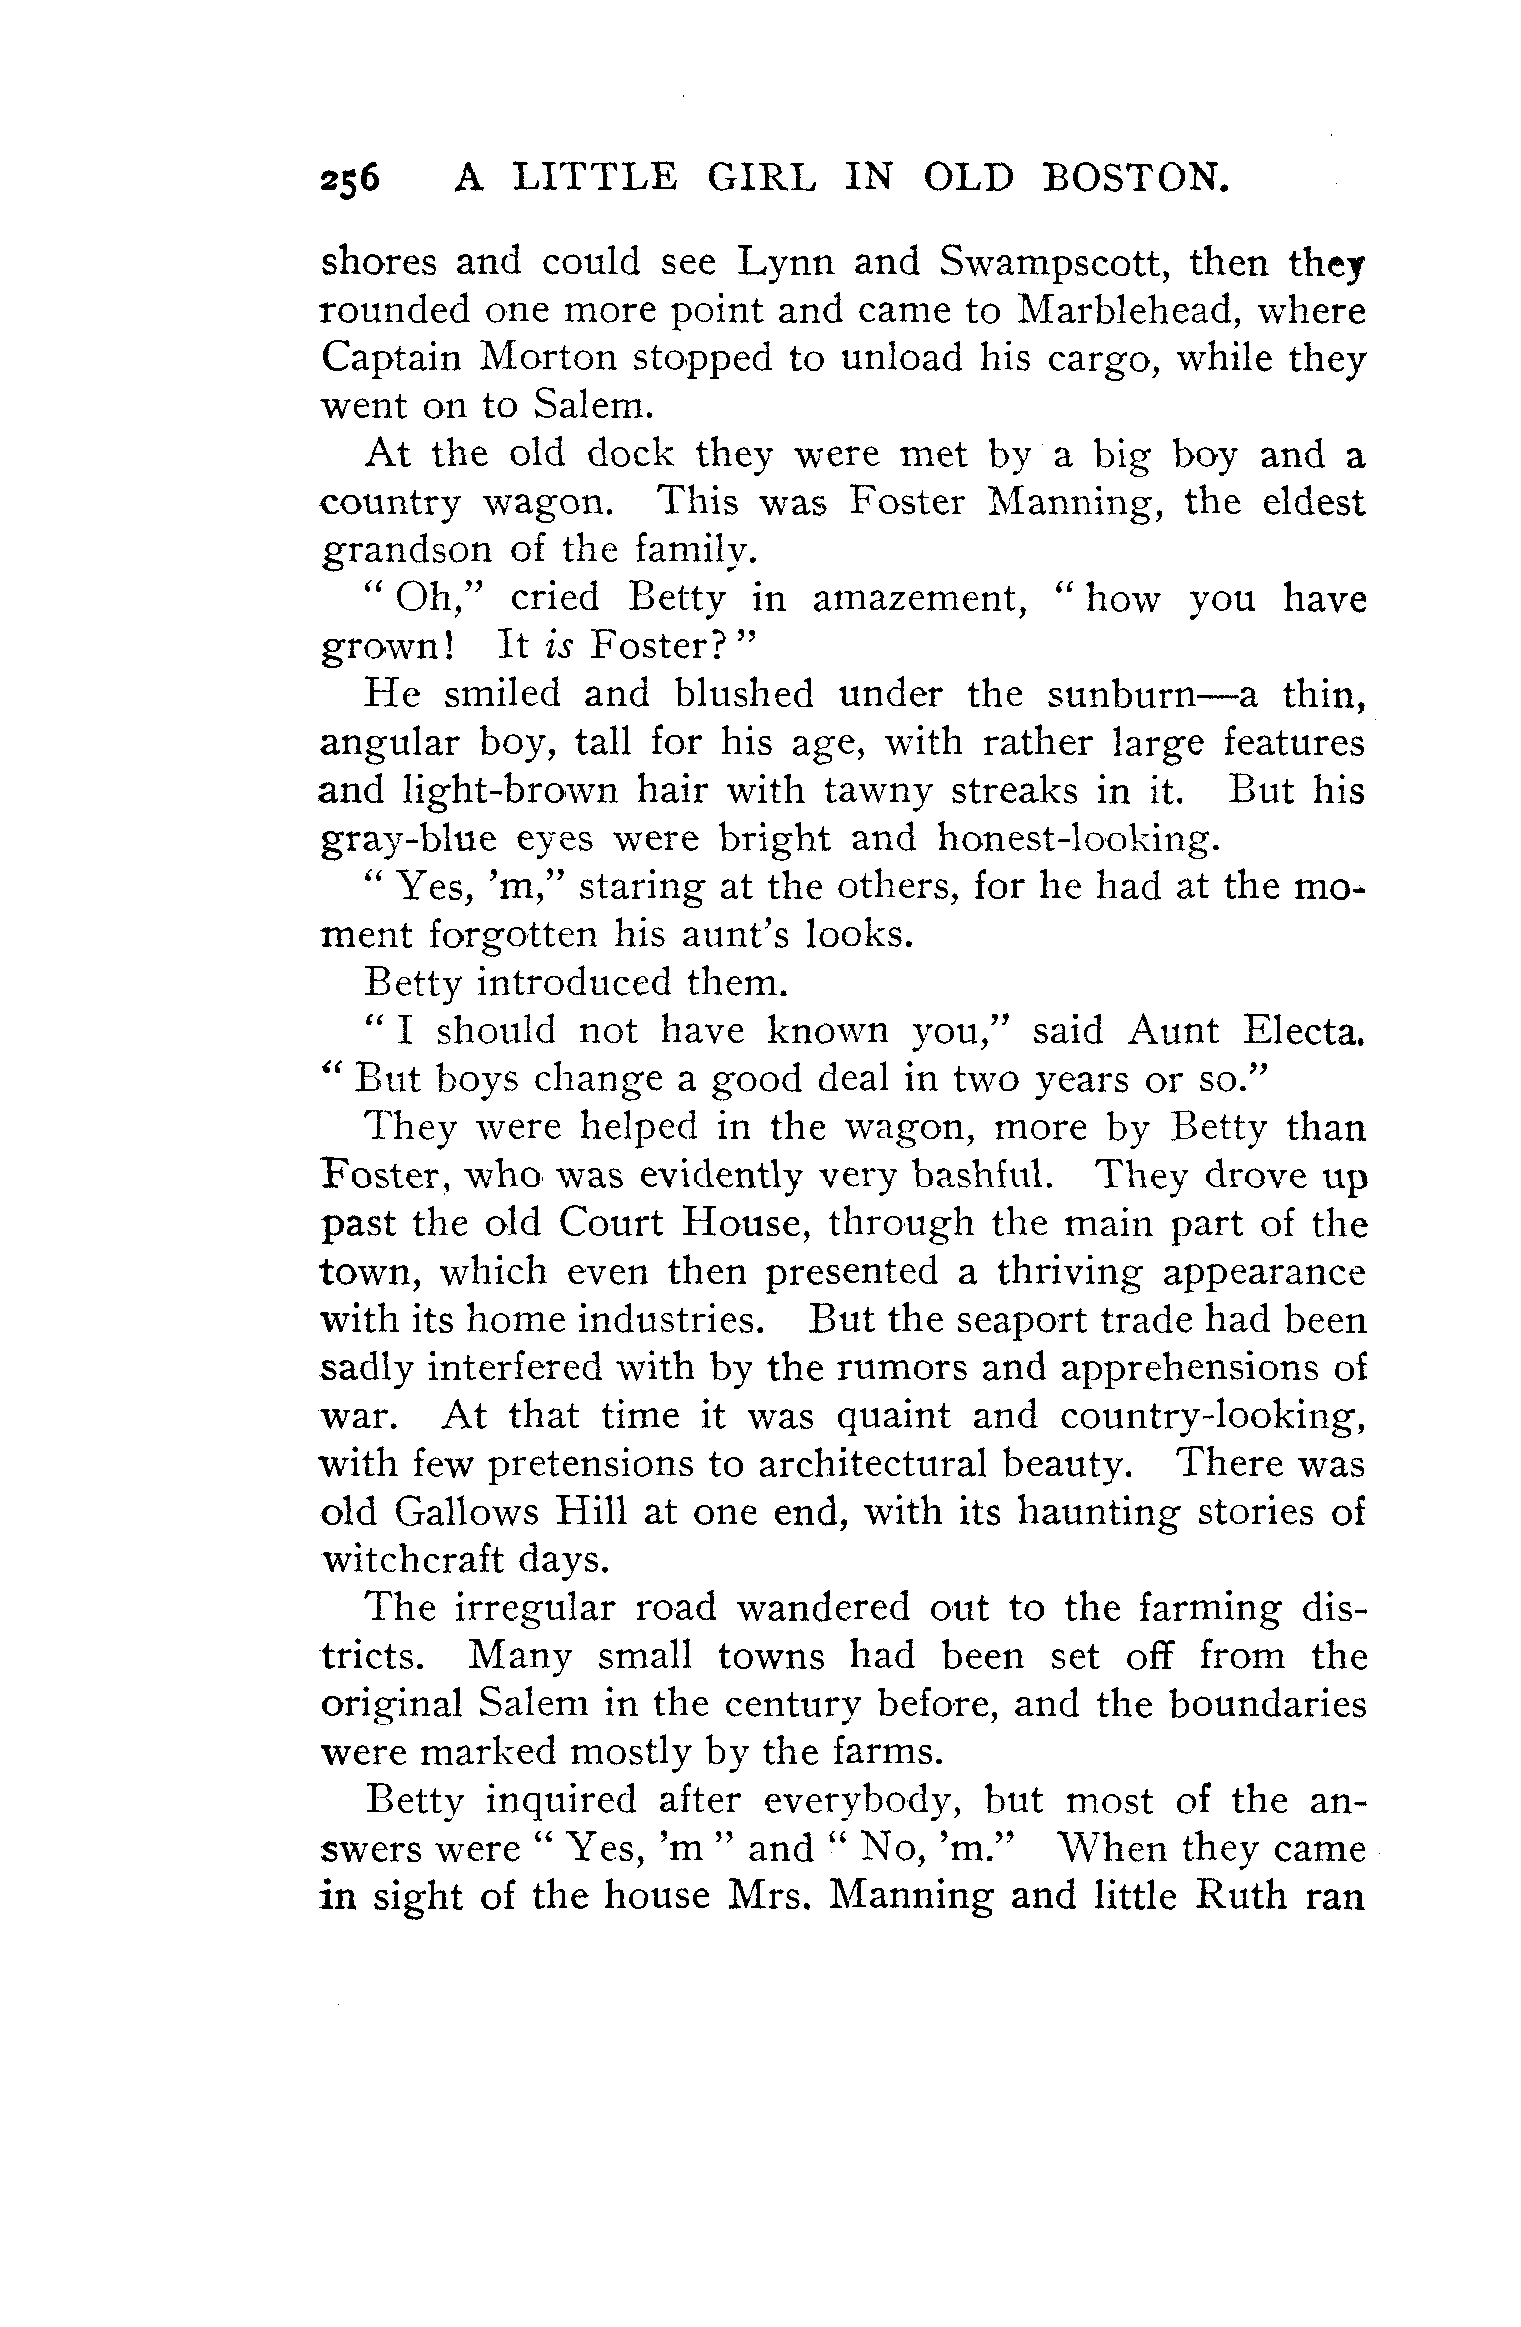 256 A LITTLE GIRL IN OLD BOSTON.
shores and could see Lynn and Swampscott, then they
rounded one more point and came to Marblehead, where
Captain Morton stopped to unload his cargo, while they
went on to Salem.
At the old dock they were met by a big boy and a
country wagon. This was Foster Manning, the eldest
grandson of the family.
“ Oh,” cried Betty in amazement, “ how you have
grown! It is Foster? ”
He smiled and blushed under the sunburn—a thin,
angular boy, tall for his age, with rather large features
and light-brown hair with tawny streaks in it. But his
gray-blue eyes were bright and honest-looking.
“ Yes, ’m,” staring at the others, for he had at the mo-
ment forgotten his aunt’s looks.
Betty introduced them.
“ I should not have known you,” said Aunt Electa.
“ But boys change a good deal in two years or so.”
They were helped in the wagon, more by Betty than
Foster, who was evidently very bashful. They drove up
past the old Court House, through the main part of the
town, which even then presented a thriving appearance
with its home industries. But the seaport trade had been
sadly interfered with by the rumors and apprehensions of
war. At that time it was quaint and country-looking,
with few pretensions to architectural beauty. There was
old Gallows Hill at one end, with its haunting stories of
witchcraft days.
The irregular road wandered out to the farming dis-
tricts. Many small towns had been set off from the
original Salem in the century before, and the boundaries
were marked mostly by the farms.
Betty inquired after everybody, but most of the an-
swers were “ Yes, ’m ” and “ No, ’m.” When they came
in sight of the house Mrs. Manning and little Ruth ran